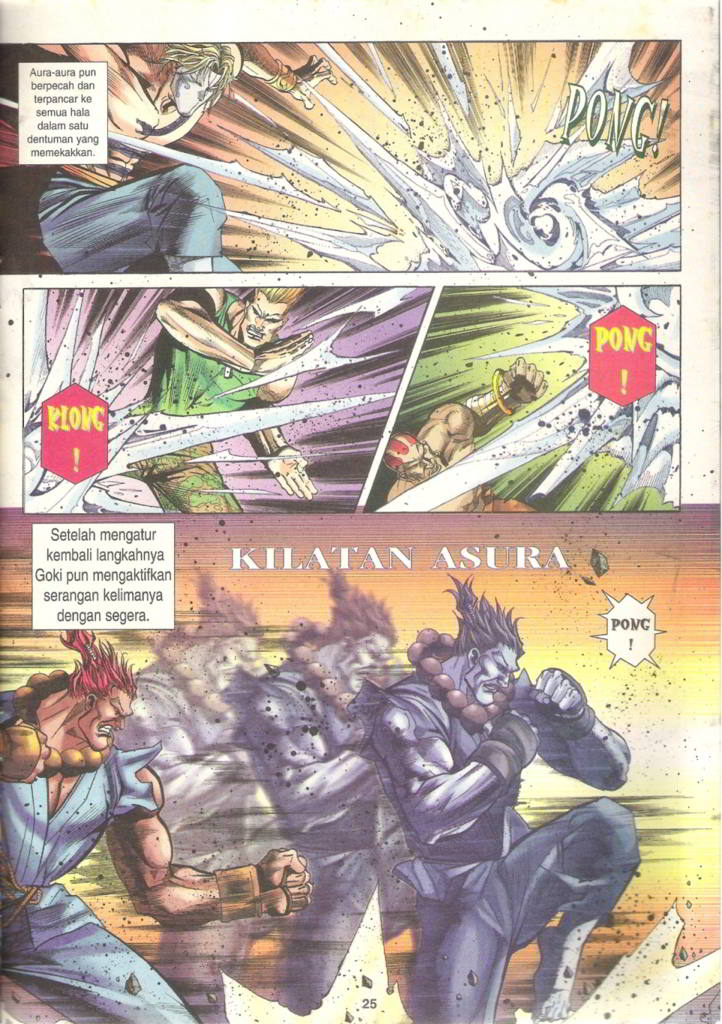 Aura-aura pun
berpecah dan
terpancar ke
semua hala
dalam satu
dentuman yang
memekakkan.
PONG!
KLONG
!
PONG
!
Setelah mengatur
kembali langkahnya
Goki pun mengaktifkan
serangan kelimanya
dengan segera.
KILATAN ASURA
PONG
!
25